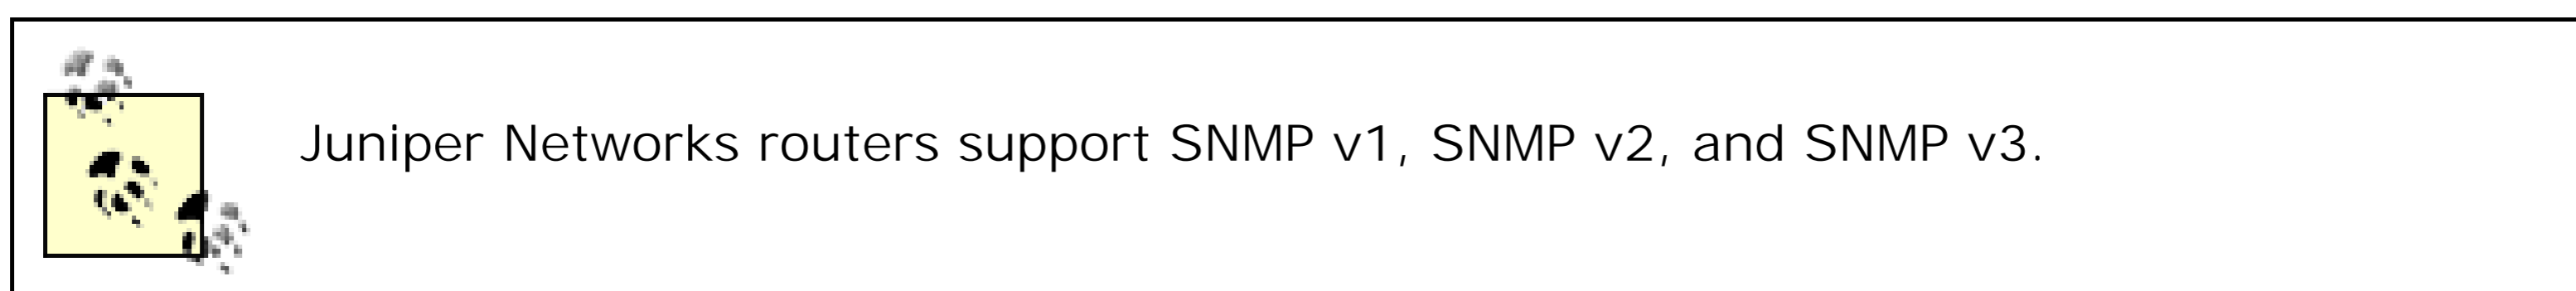 Juniper Networks routers support SNMP v1, SNMP v2, and SNMP v3.